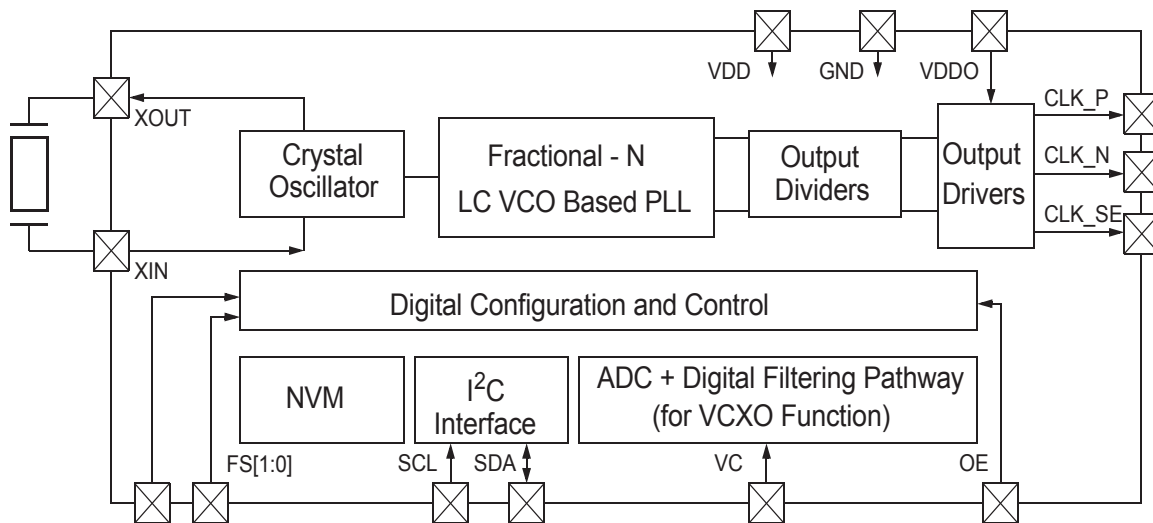 VDD
GND
VDDO
XOUT
CLK_P
Crystal
Oscillator
Fractional - N
LC VCO Based PLL
Output
Dividers
Output
Drivers
CLK_N
CLK_SE
XIN
Digital Configuration and Control
NVM
I²C
Interface
ADC + Digital Filtering Pathway
(for VCXO Function)
FS[1:0]
SCL
SDA
VC
OE